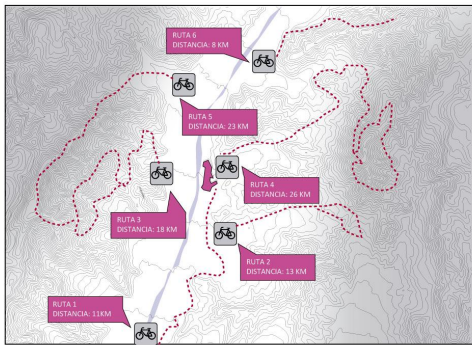 RUTA 6
DISTANCIA: 8 KM
RUTA 5
DISTANCIA: 23 KM
RUTA 4
DISTANCIA: 26 KM
RUTA 3
DISTANCIA: 18 KM
RUTA 2
DISTANCIA: 13 KM
RUTA 1
DISTANCIA: 11KM